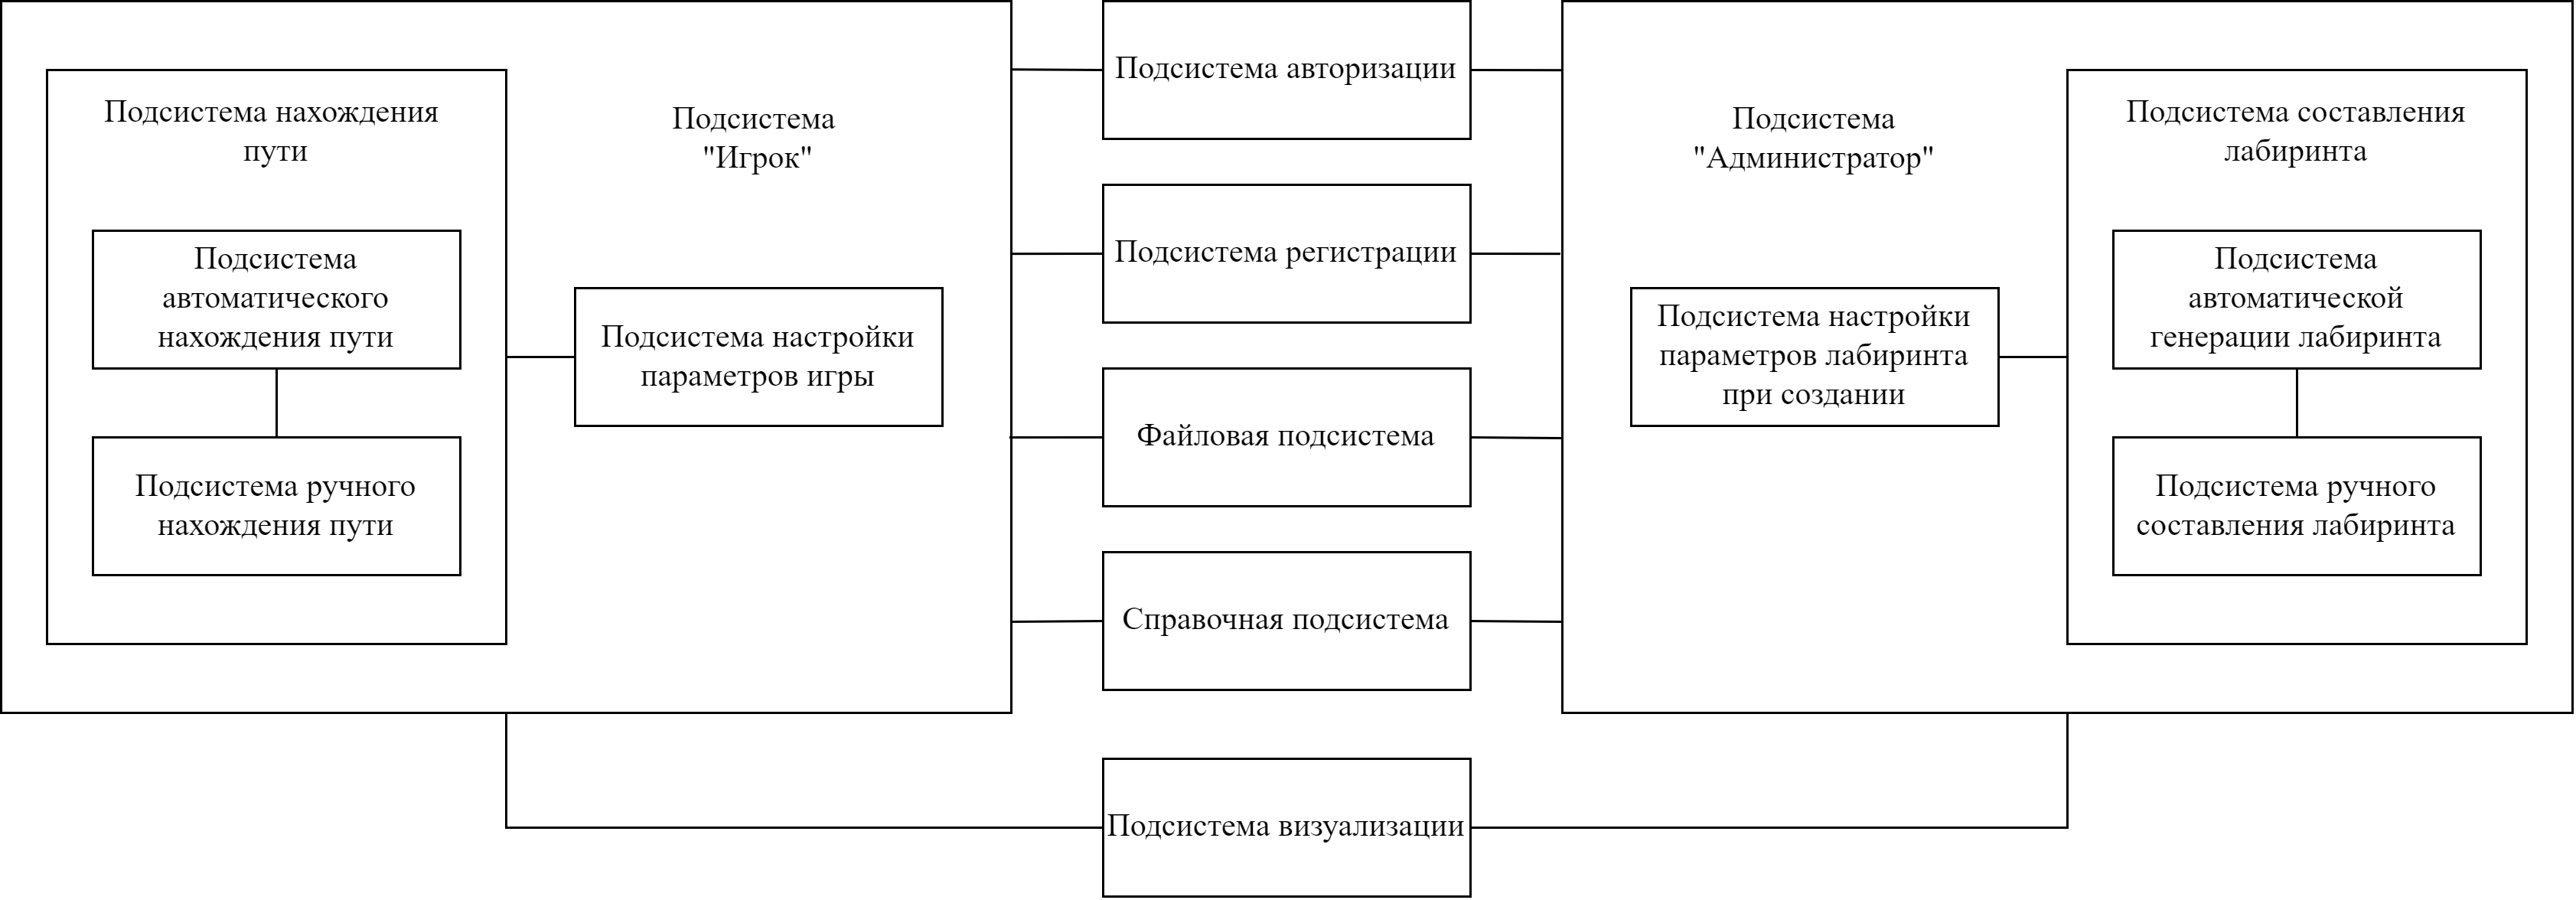 Подсистема нахождения
пути
Подсистема
автоматического
нахождения пути
Подсистема ручного
нахождения пути
Подсистема
"Игрок"
Подсистема настройки
параметров игры
Подсистема авторизации
Подсистема регистрации
Файловая подсистема
Справочная подсистема
Подсистема визуализации
Подсистема
"Администратор"
Подсистема настройки
параметров лабиринта
при создании
Подсистема составления
лабиринта
Подсистема
автоматической
генерации лабиринта
Подсистема ручного
составления лабиринта